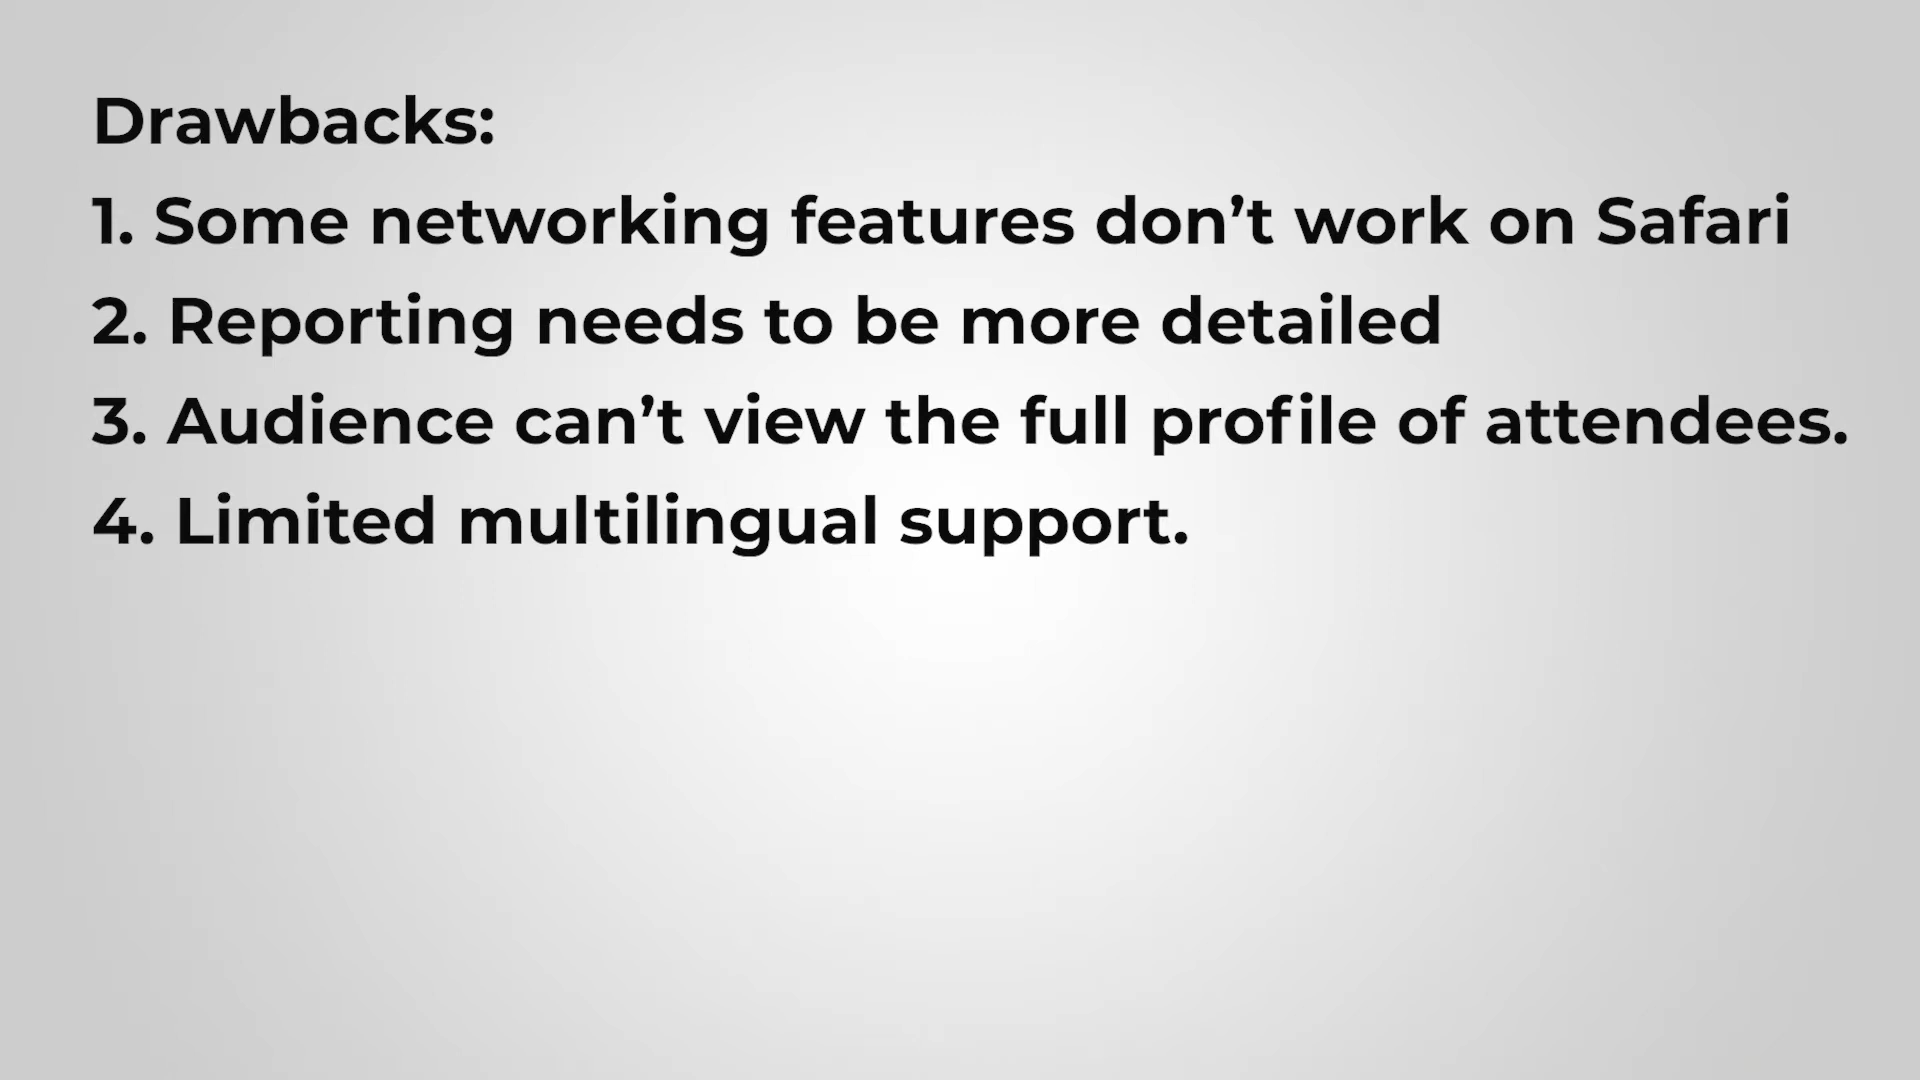 Drawbacks:
1. Some networking features don’t work on Safari
2. Reporting needs to be more detailed
3. Audience can’t view the full profile of attendees.
4. Limited multilingual support.